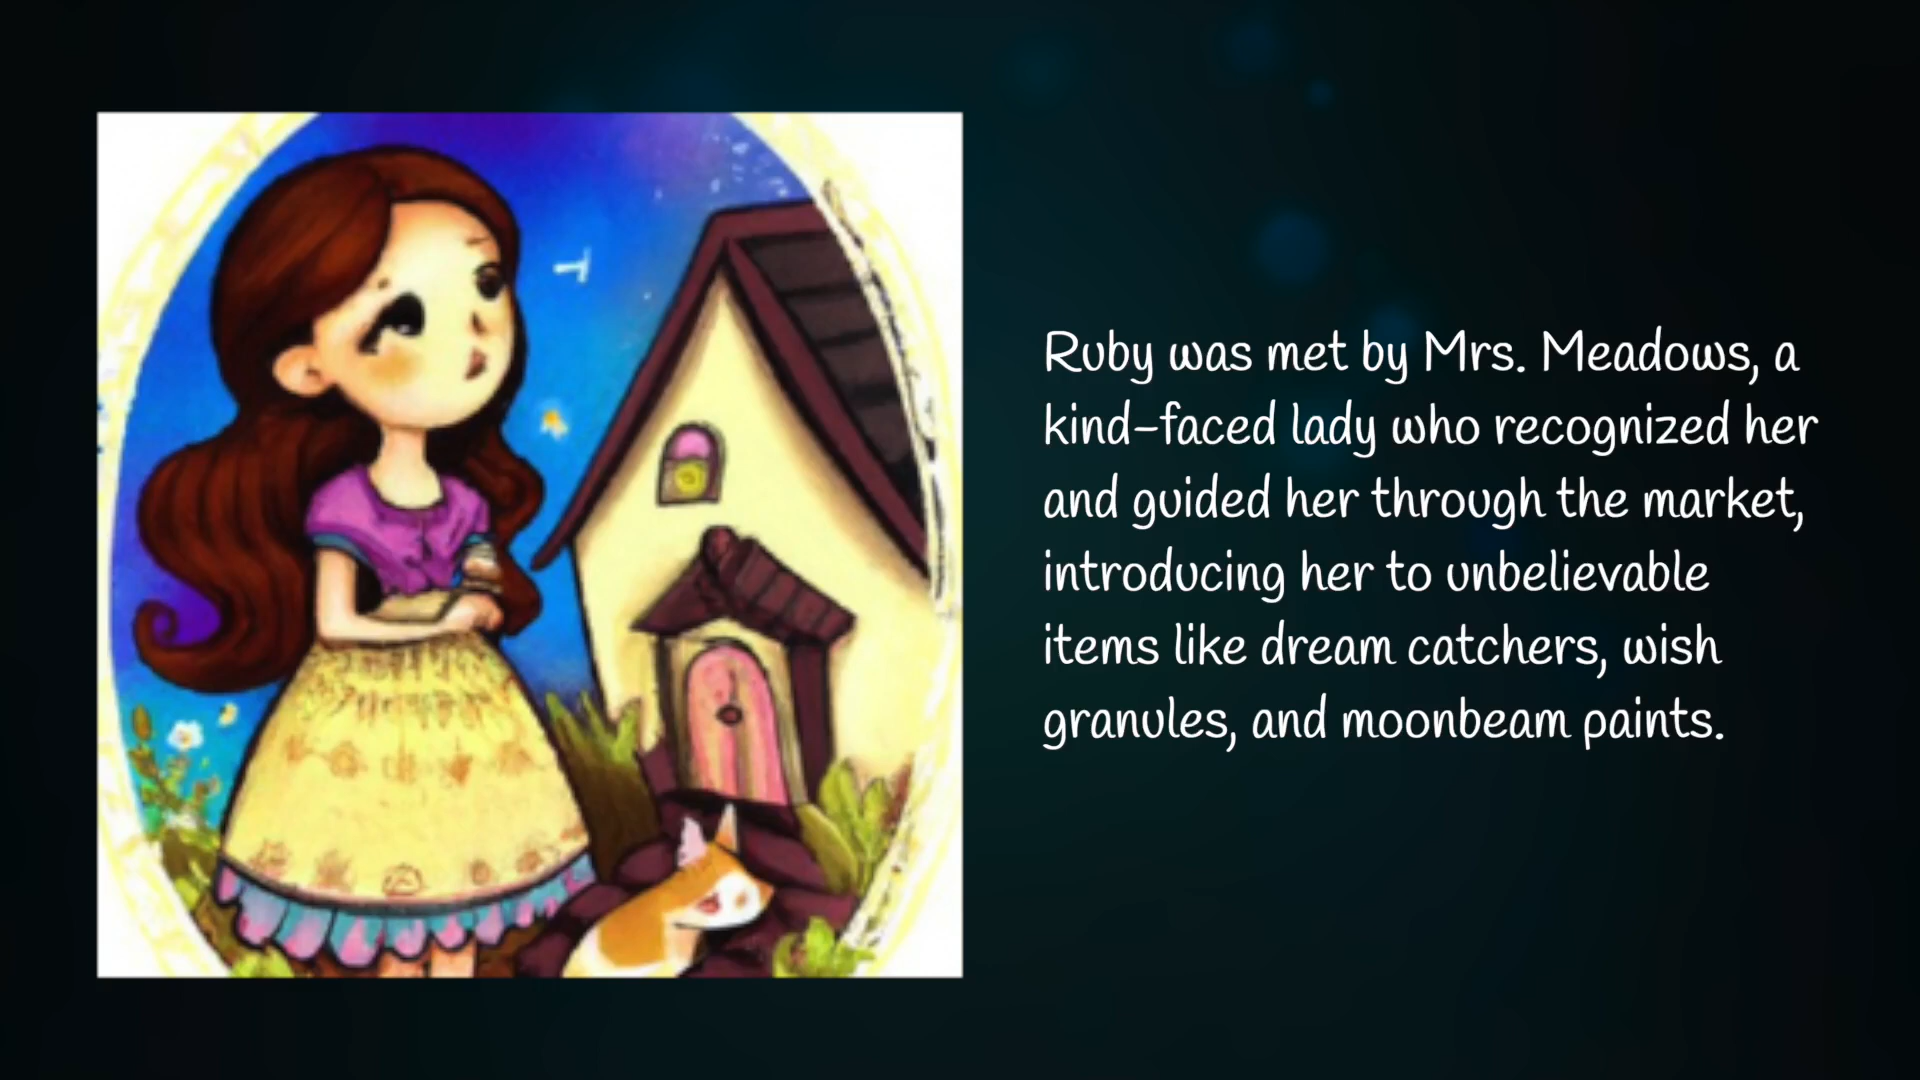 T
Ruby was met by Mrs. Meadows, a
kind-faced lady who recognized her
and guided her through the market,
introducing her to unbelievable
items like dream catchers, wish
granules, and moonbeam paints.